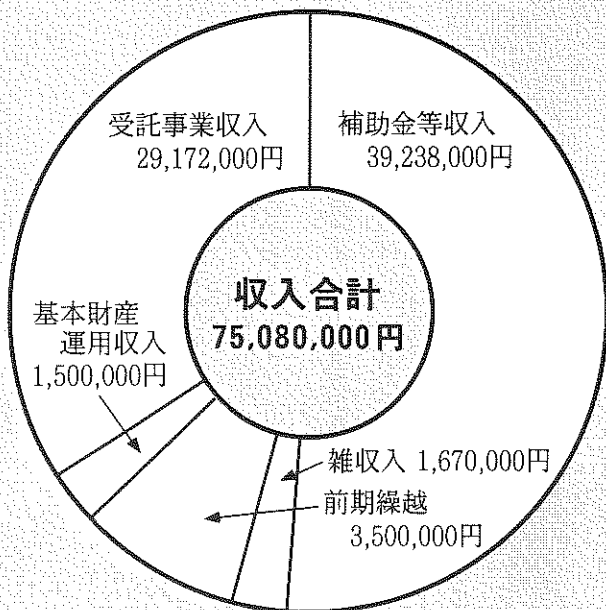 受託事業収入
29,172,000円
補助金等収入
39,238,000円
収入合計
75,080,000円
基本財産
運用収入
1,500,000円
雑収入 1,670,000円
前期繰越
3,500,000円